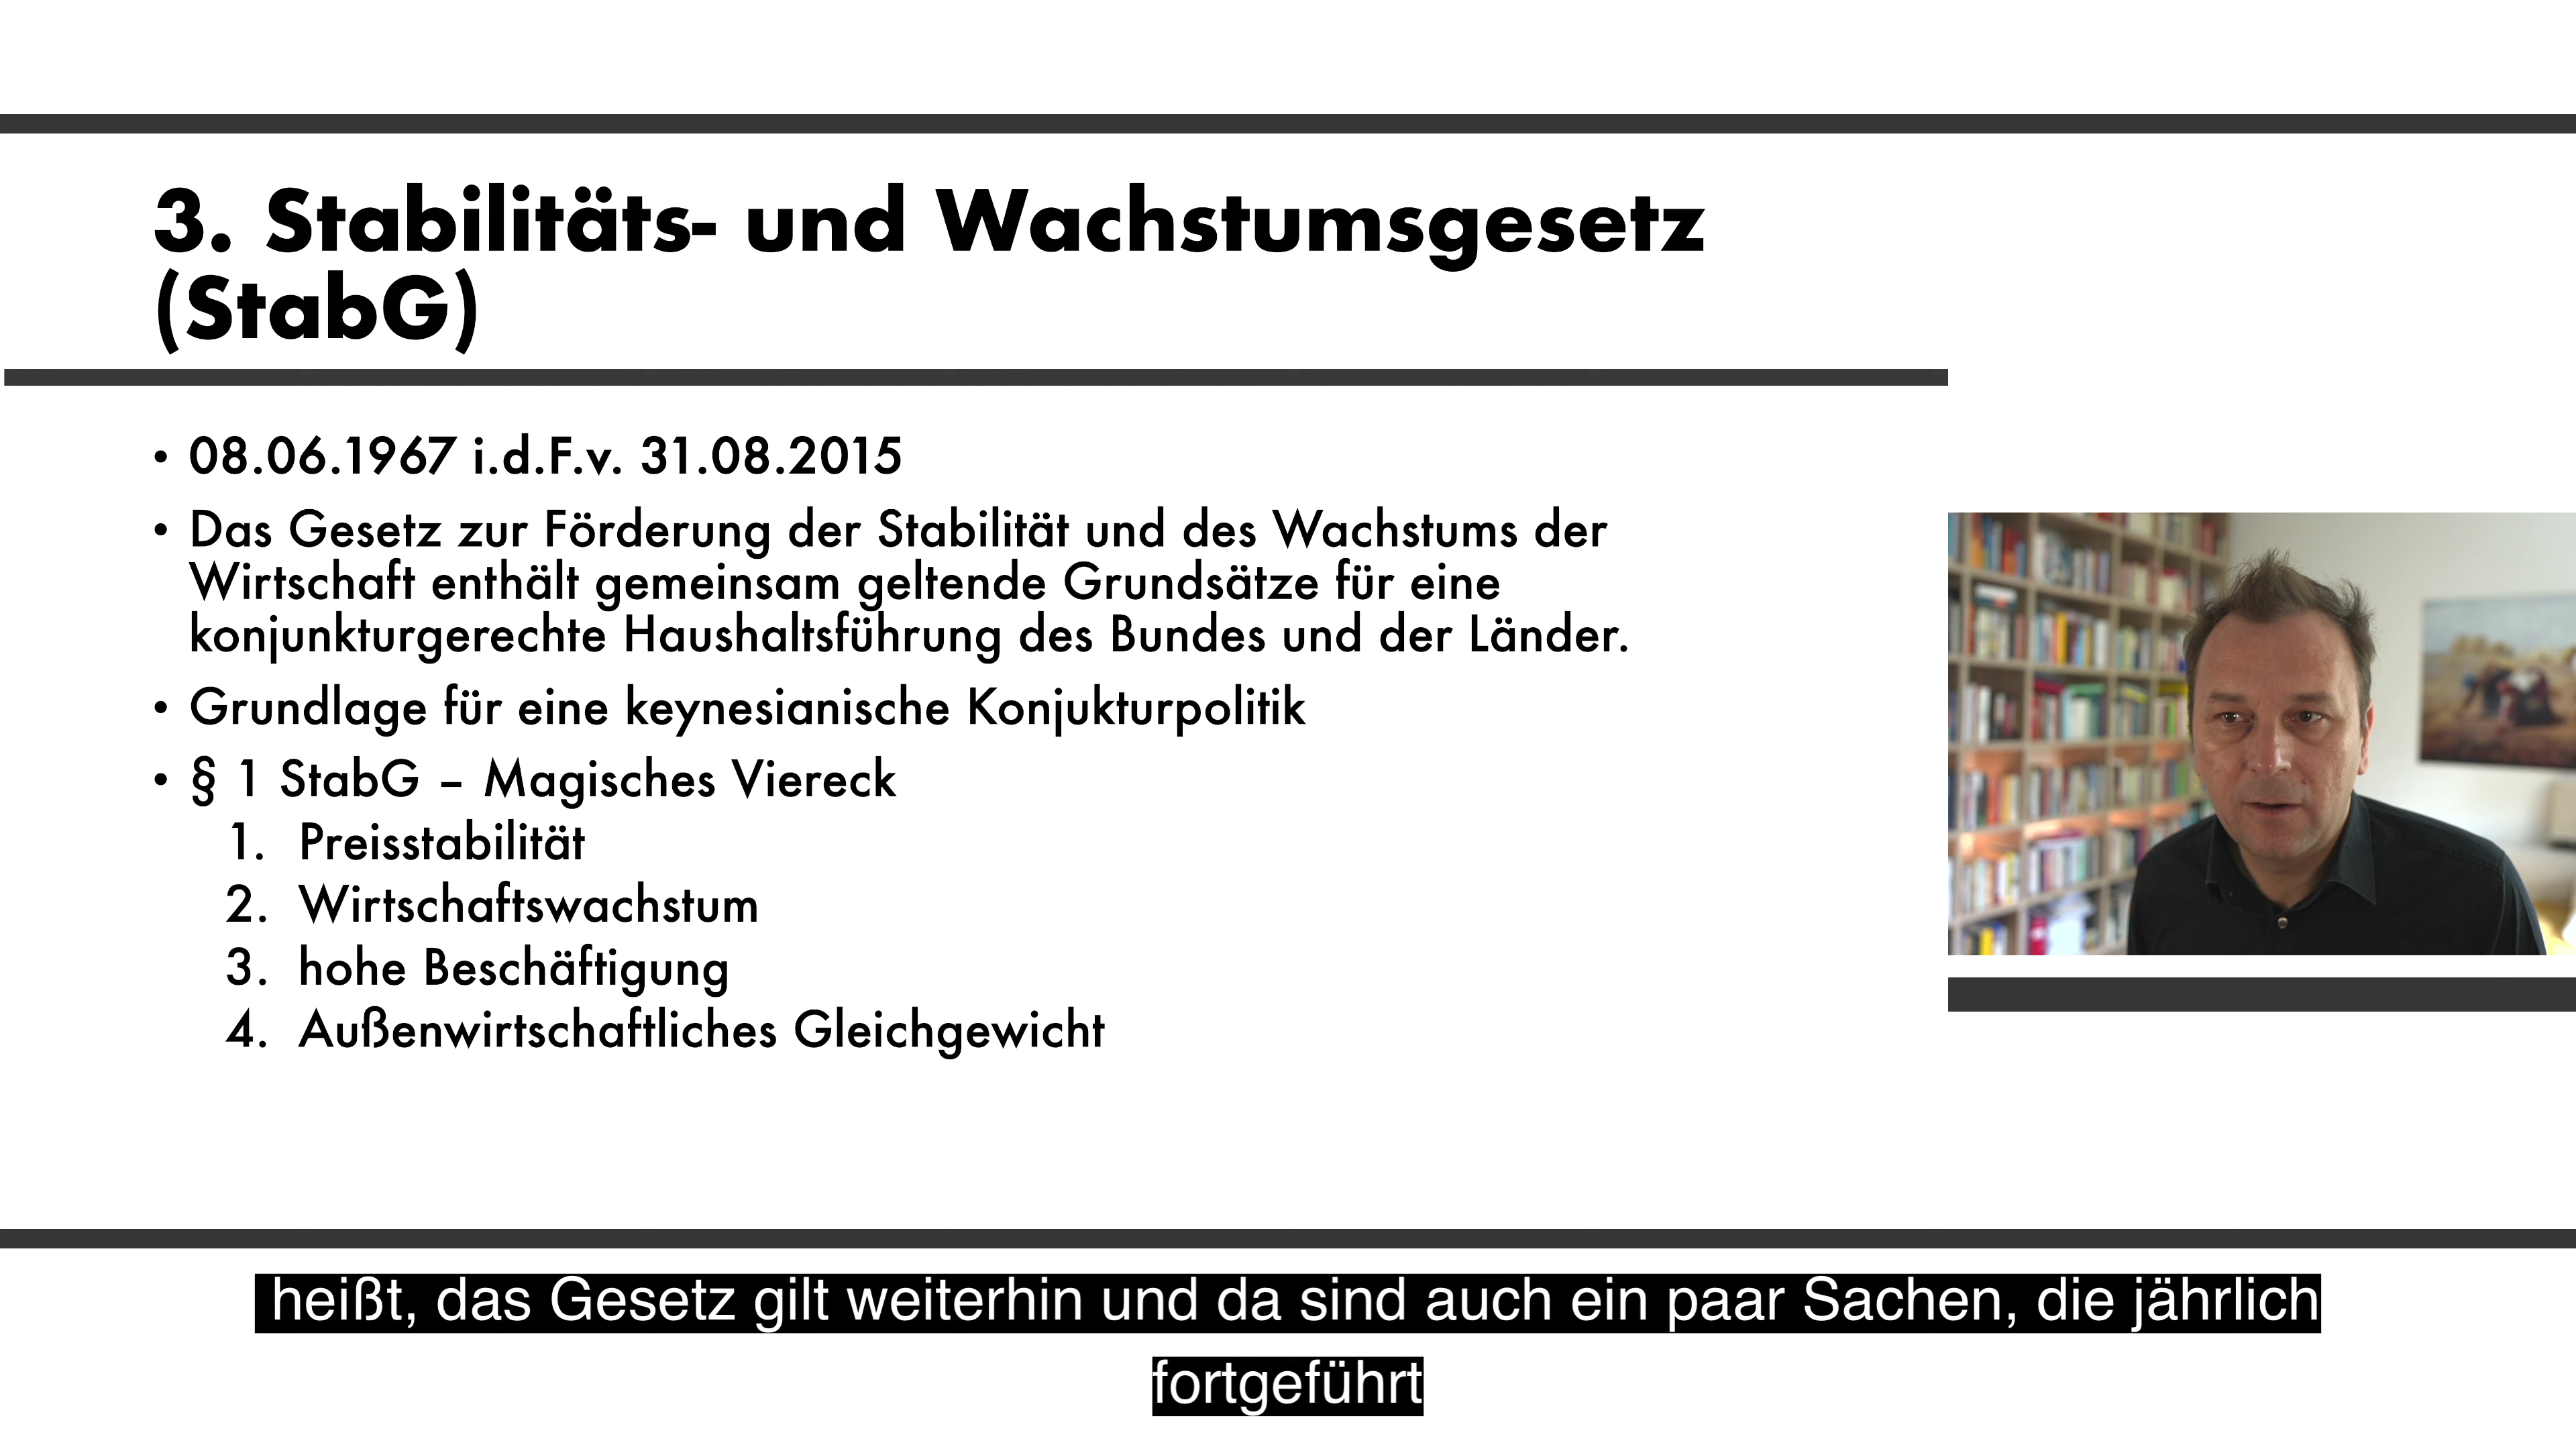 3. Stabilitäts- und Wachstumsgesetz
(StabG)
• 08.06.1967 i.d.F.v. 31.08.2015
• Das Gesetz zur Förderung der Stabilität und des Wachstums der
Wirtschaft enthält gemeinsam geltende Grundsätze für eine
konjunkturgerechte Haushaltsführung des Bundes und der Länder.
• Grundlage für eine keynesianische Konjukturpolitik
• § 1 StabG – Magisches Viereck
1. Preisstabilität
2. Wirtschaftswachstum
3. hohe Beschäftigung
4. Außenwirtschaftliches Gleichgewicht
heißt, das Gesetz gilt weiterhin und da sind auch ein paar Sachen, die jährlich
fortgeführt